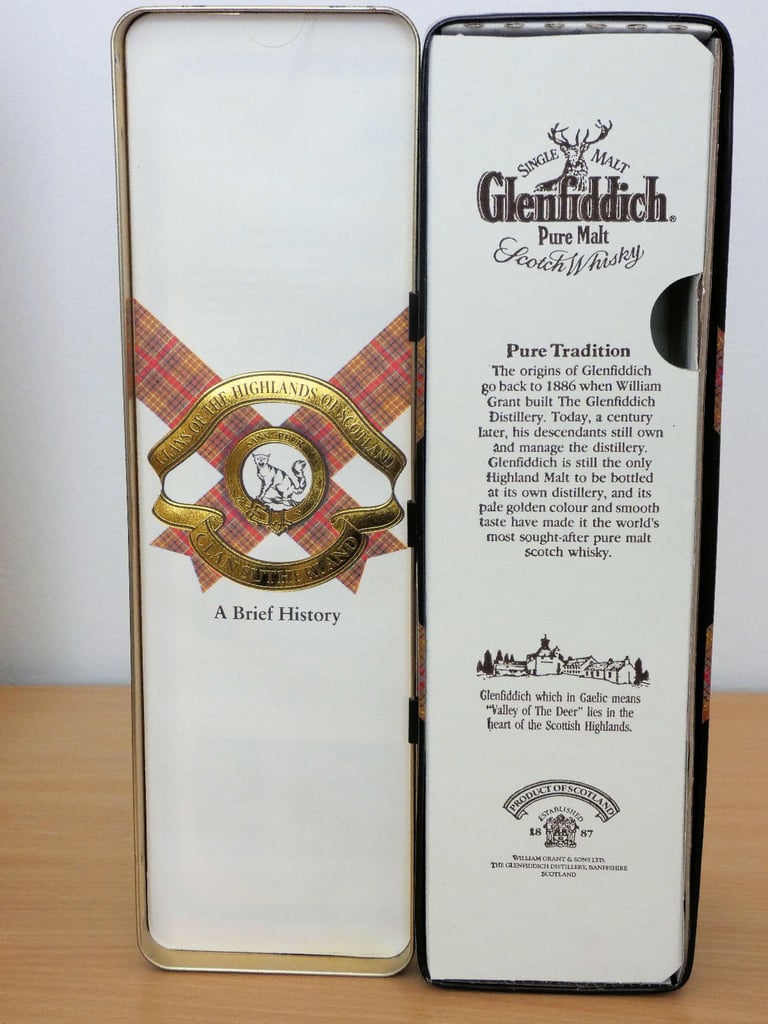 CLANS OF THE HIGHLANDS OF SCOTLAND
SANS PEUR
CLAN SUTHERLAND
A Brief History
SINGLE MALT
Glenfiddich®
Pure Malt
Scotch Whisky
Pure Tradition
The origins of Glenfiddich
go back to 1886 when William
Grant built The Glenfiddich
Distillery. Today, a century
later, his descendants still own
and manage the distillery.
Glenfiddich is still the only
Highland Malt to be bottled
at its own distillery, and its
pale golden colour and smooth
taste have made it the world's
most sought-after pure malt
scotch whisky.
Glenfiddich which in Gaelic means
"Valley of The Deer" lies in the
heart of the Scottish Highlands.
PRODUCT OF SCOTLAND
ESTABLISHED
18 87
WILLIAM GRANT & SONS LTD.
THE GLENFIDDICH DISTILLERY, BANFFSHIRE
SCOTLAND